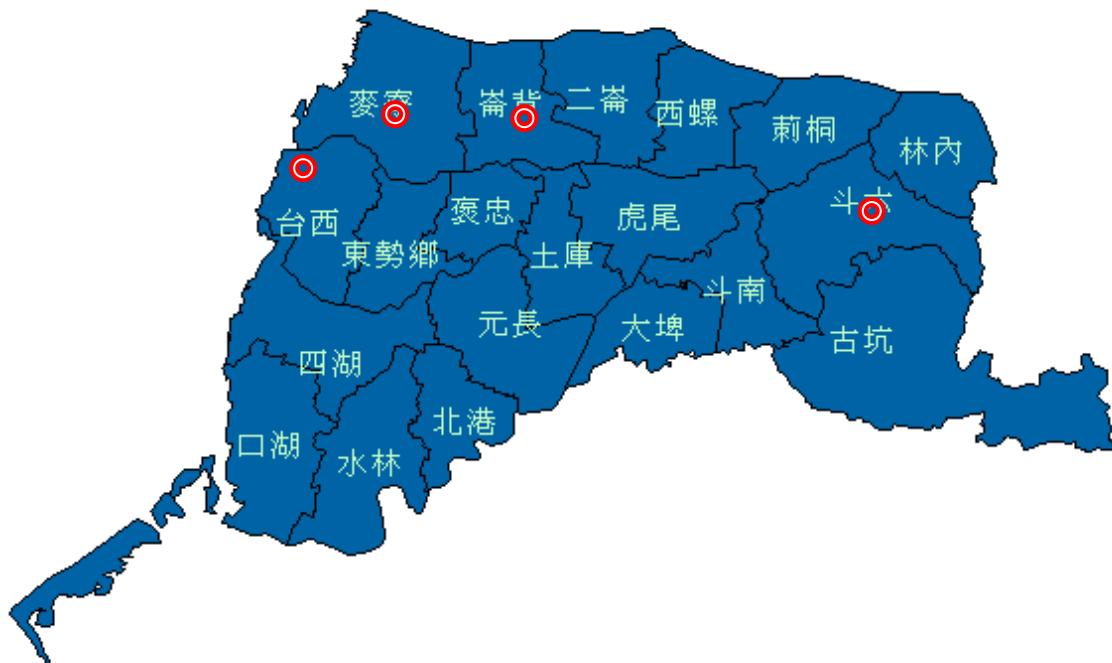 麥寮
崙背
二崙
西螺
莿桐
林內
台西
東勢鄉
褒忠
土庫
虎尾
斗南
斗六
四湖
元長
大埤
古坑
口湖
水林
北港